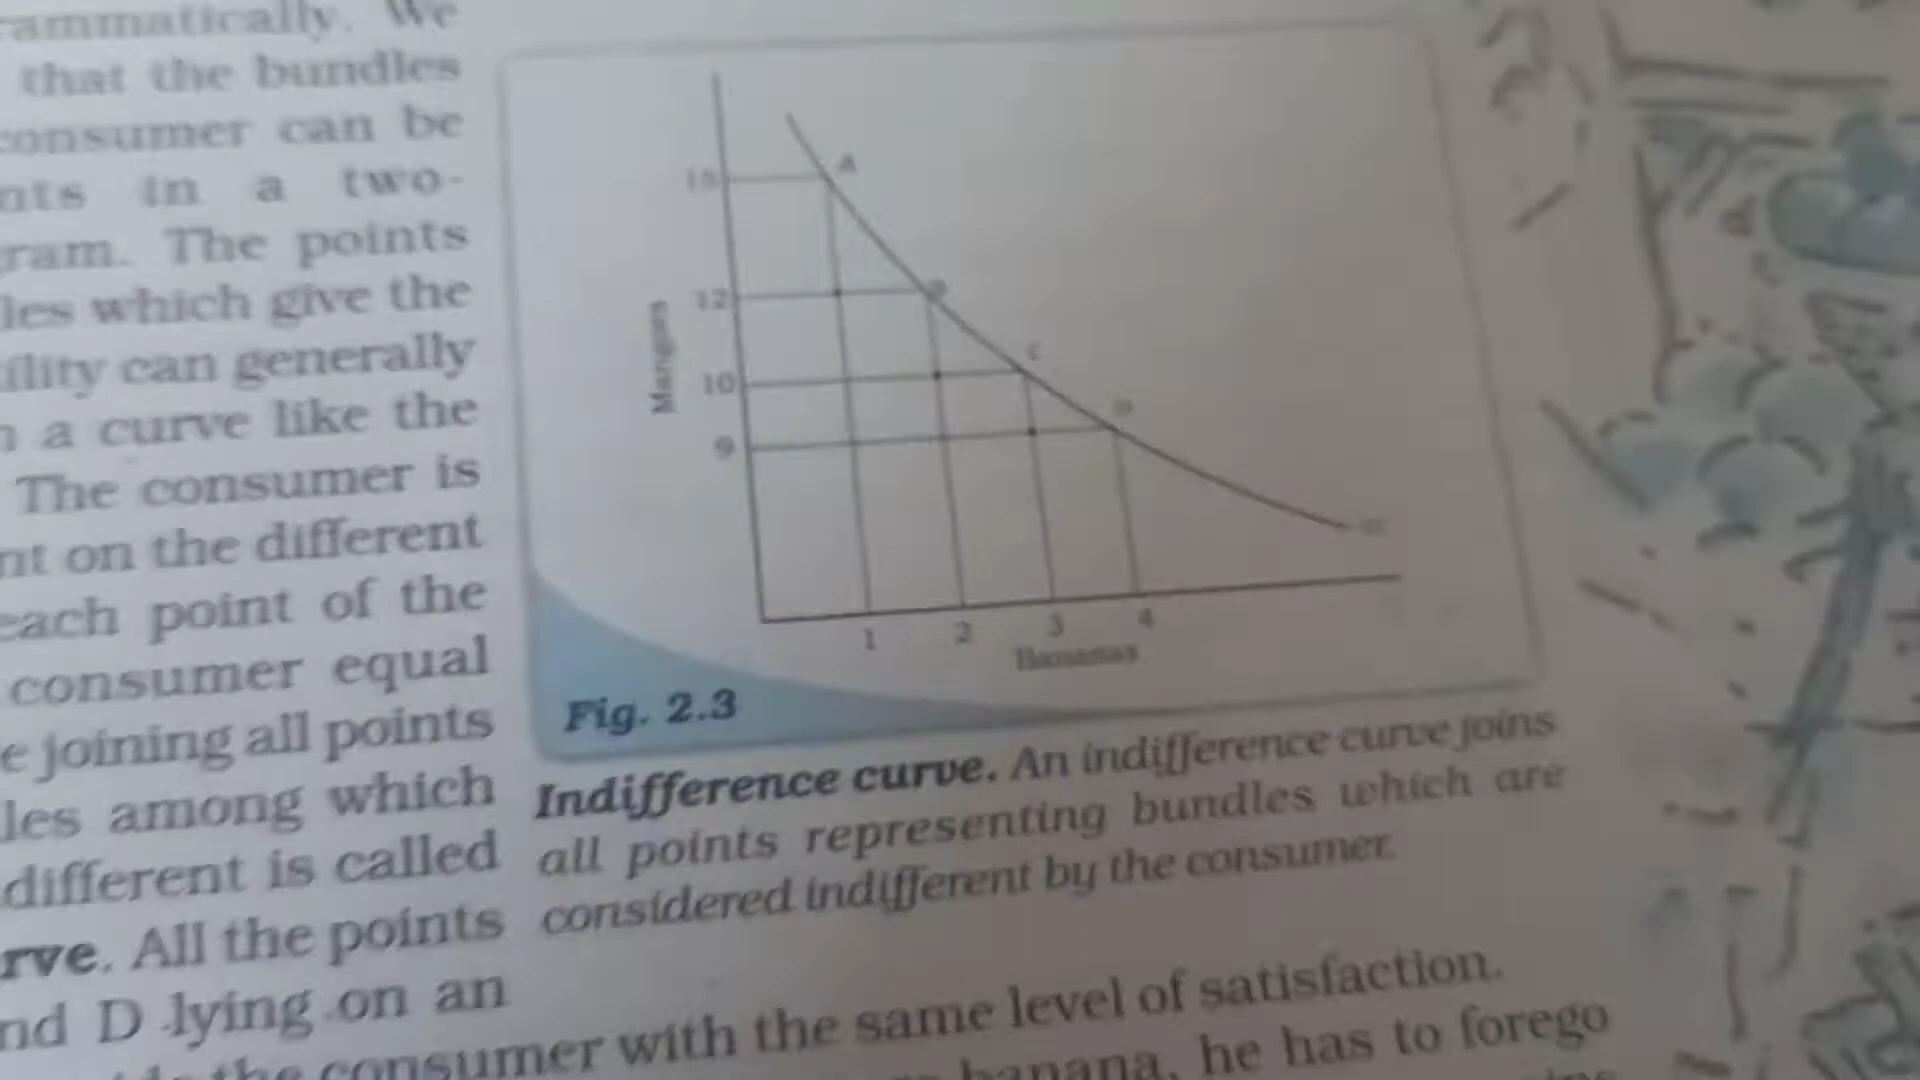 rammatically. We
that the bundles
consumer can be
nts in a two-
ram. The points
les which give the
ility can generally
a curve like the
The consumer is
nt on the different
each point of the
consumer equal
e joining all points
les among which
different is called
rve. All the points
nd D lying on an
the consumer with the same level of satisfaction.
banana, he has to forego
Mangoes
15
12
10
9
A
B
C
D
1 2 3 4
Bananas
Fig. 2.3
Indifference curve. An indifference curve joins
all points representing bundles which are
considered indifferent by the consumer.